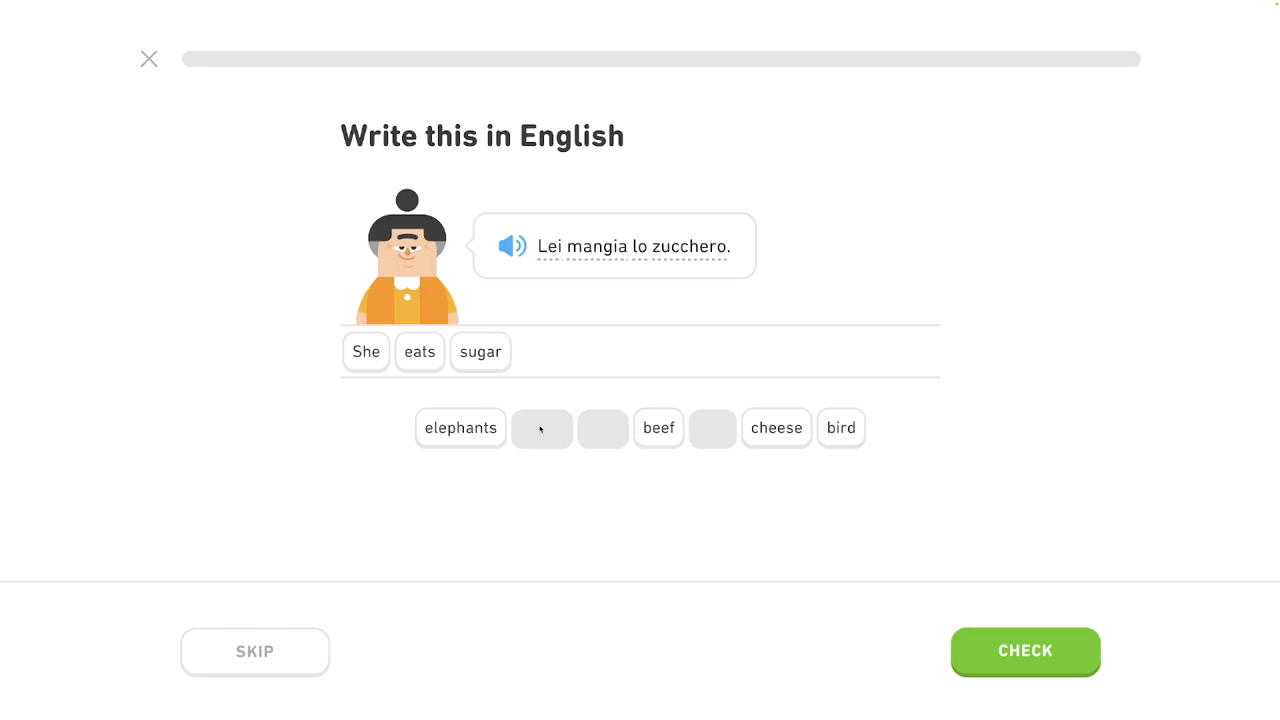 Write this in English
Lei mangia lo zucchero.
She eats sugar
elephants beef cheese bird
SKIP CHECK